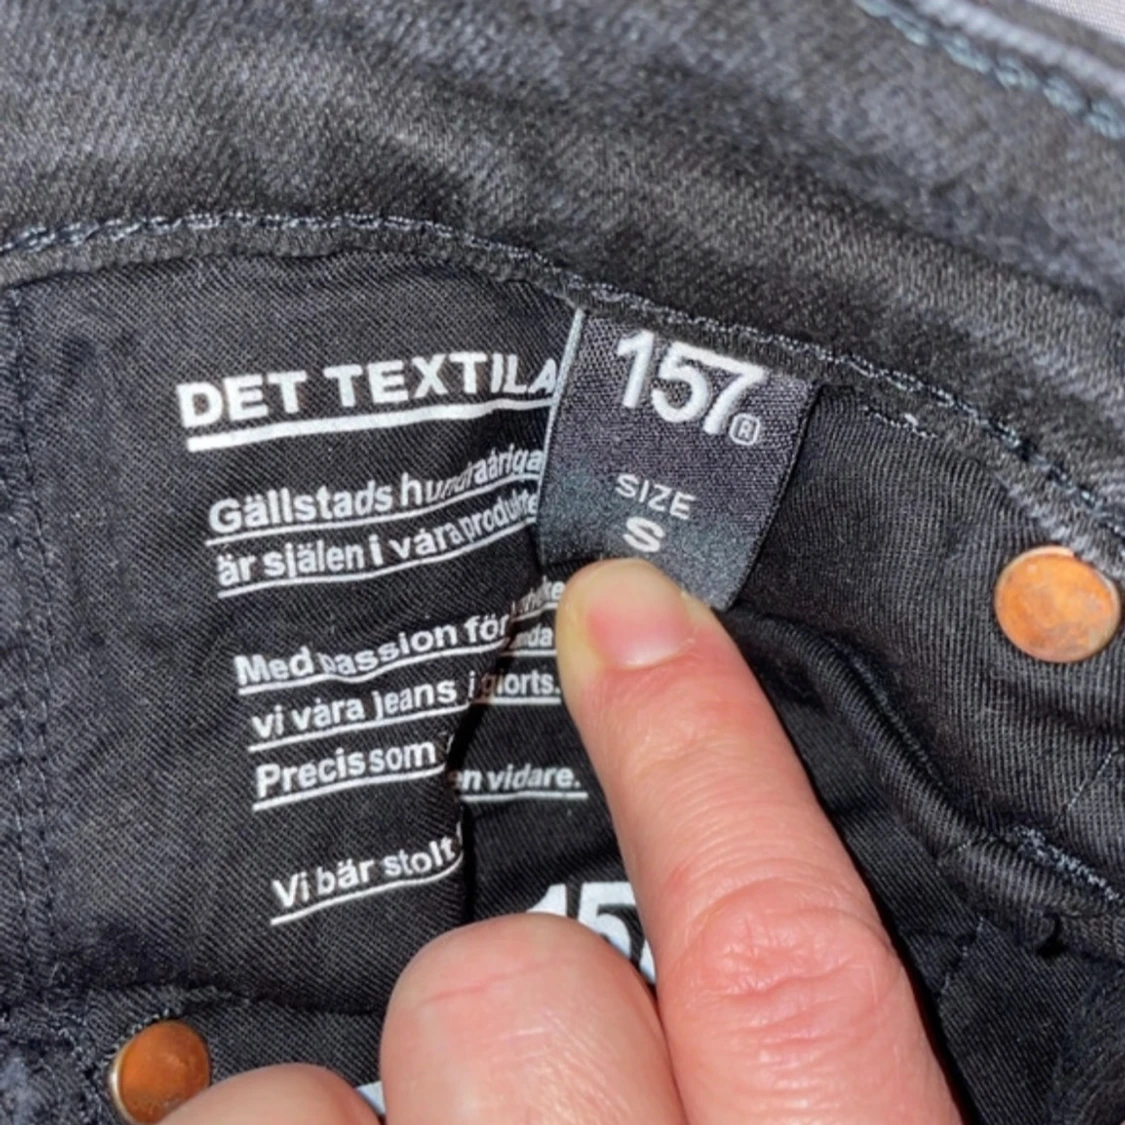 DET TEXTILA
Gällstads hundraåriga
är själen i våra
Med passion för
vi våra jeans i
Precis som
en vidare.
Vi bär stolt
157®
SIZE
S